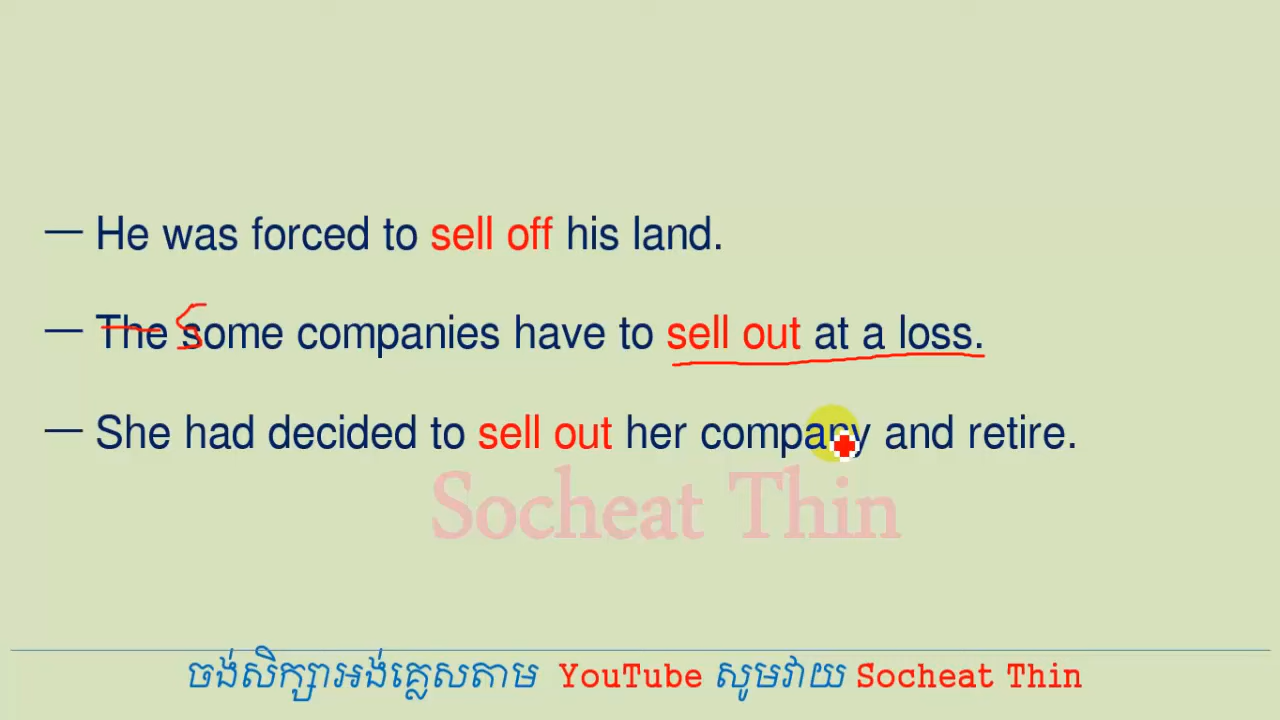 — He was forced to sell off his land.
— The some companies have to sell out at a loss.
— She had decided to sell out her company and retire.
Socheat Thin
ចង់សិក្សាអង់គ្លេសតាម YouTube សូមវាយ Socheat Thin